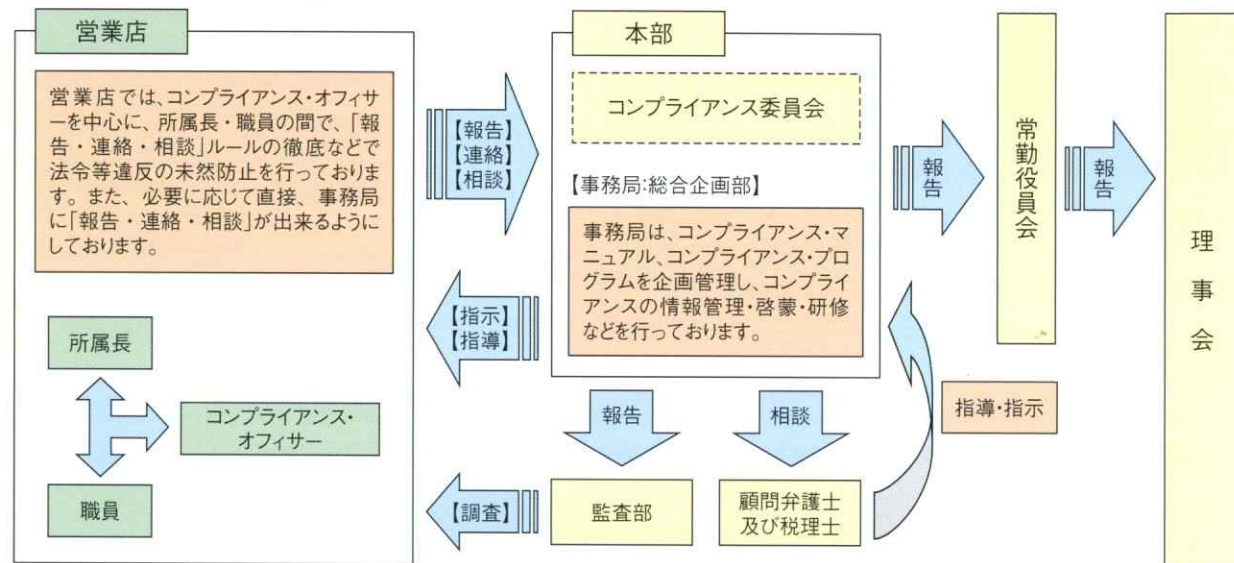 営業店
営業店では、コンプライアンス・オフィサ
ーを中心に、所属長・職員の間で、「報
告・連絡・相談」ルールの徹底などで
法令等違反の未然防止を行っておりま
す。また、必要に応じて直接、事務局
に「報告・連絡・相談」が出来るように
しております。
所属長
コンプライアンス・
オフィサー
職員
【報告】
【連絡】
【相談】
【指示】
【指導】
【調査】
本部
コンプライアンス委員会
【事務局:総合企画部】
事務局は、コンプライアンス・マ
ニュアル、コンプライアンス・プロ
グラムを企画管理し、コンプライ
アンスの情報管理・啓蒙・研修
などを行っております。
報告
相談
監査部
顧問弁護士
及び税理士
指導・指示
報告
常勤役員会
報告
理事会